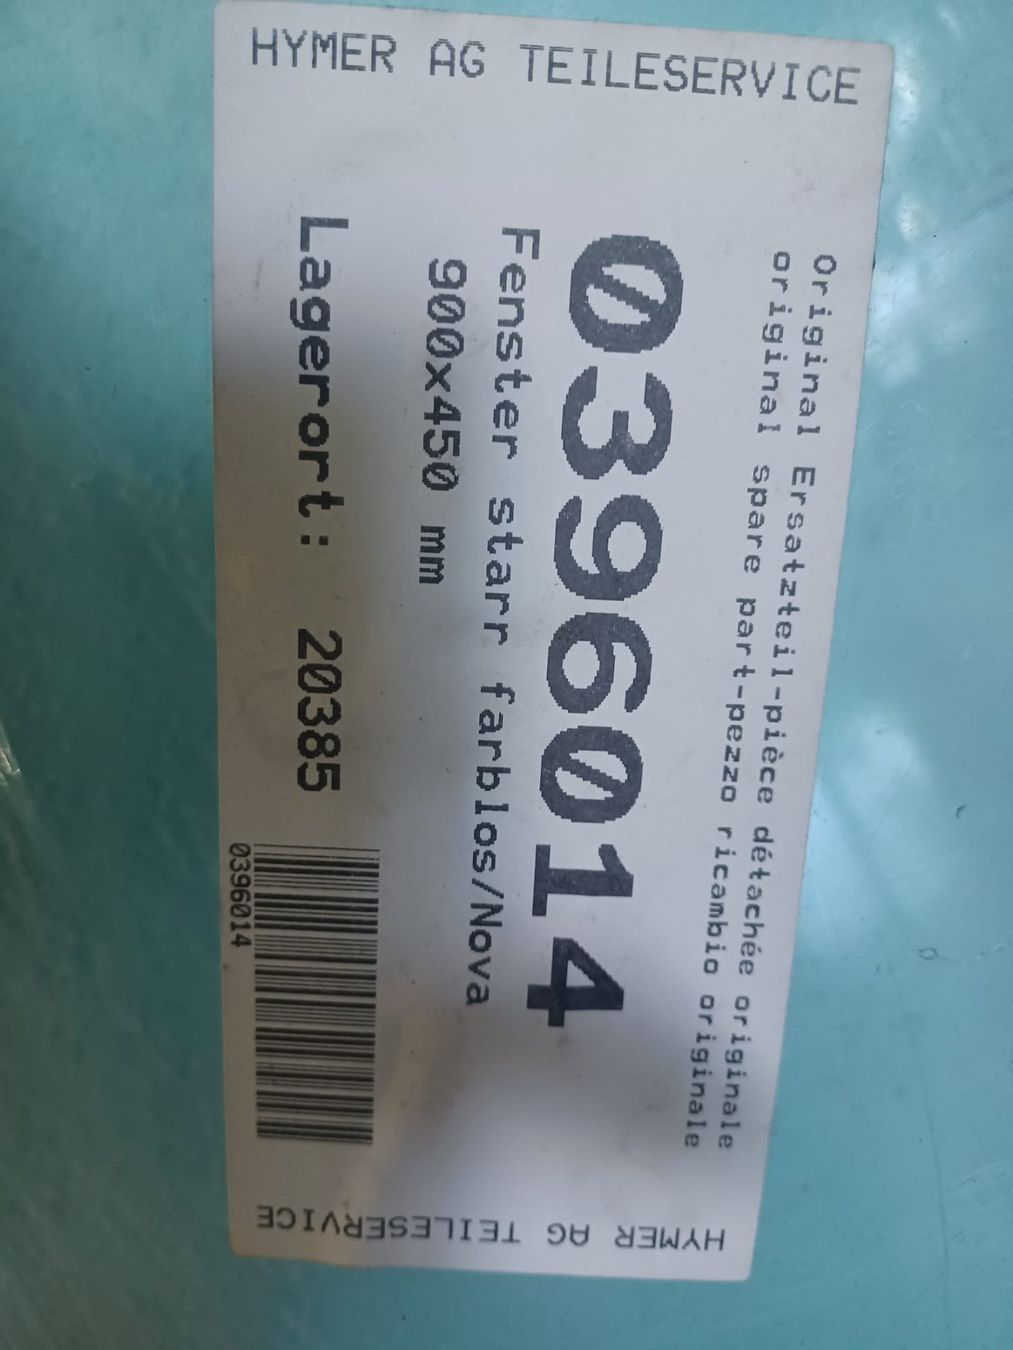 HYMER AG TEILESERVICE
Original Ersatzteil-pièce détachée originale
original spare part-pezzo ricambio originale
0396014
Fenster starr farblos/Nova
900x450 mm
Lagerort: 20385
0396014
HYMER AG TEILESERVICE